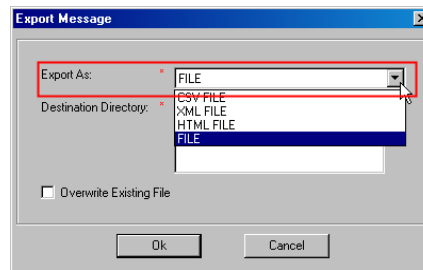 Export Message
Export As: * FILE
CSV FILE
Destination Directory: * XML FILE
HTML FILE
FILE
Overwrite Existing File
Ok Cancel